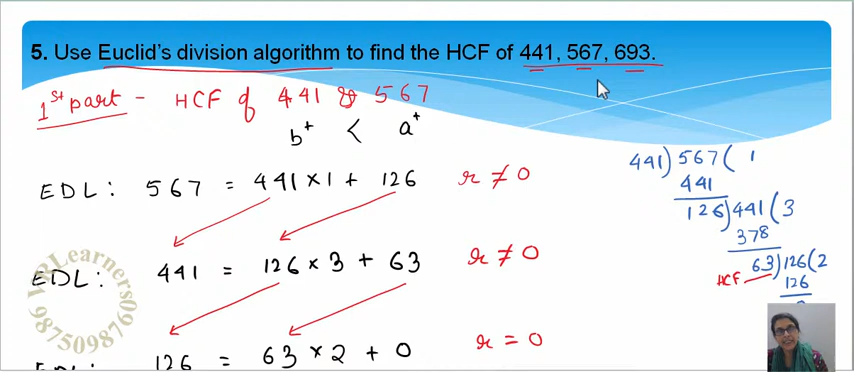 5. Use Euclid's division algorithm to find the HCF of 441, 567, 693.
1st part - HCF of 441 & 567
b+ < a+
EDL: 567 = 441 × 1 + 126 r ≠ 0
EDL: 441 = 126 × 3 + 63 r ≠ 0
126 = 63 × 2 + 0 r = 0
441) 567 ( 1
441
126) 441 ( 3
378
63) 126 ( 2
HCF
126
Learners0
9875098760